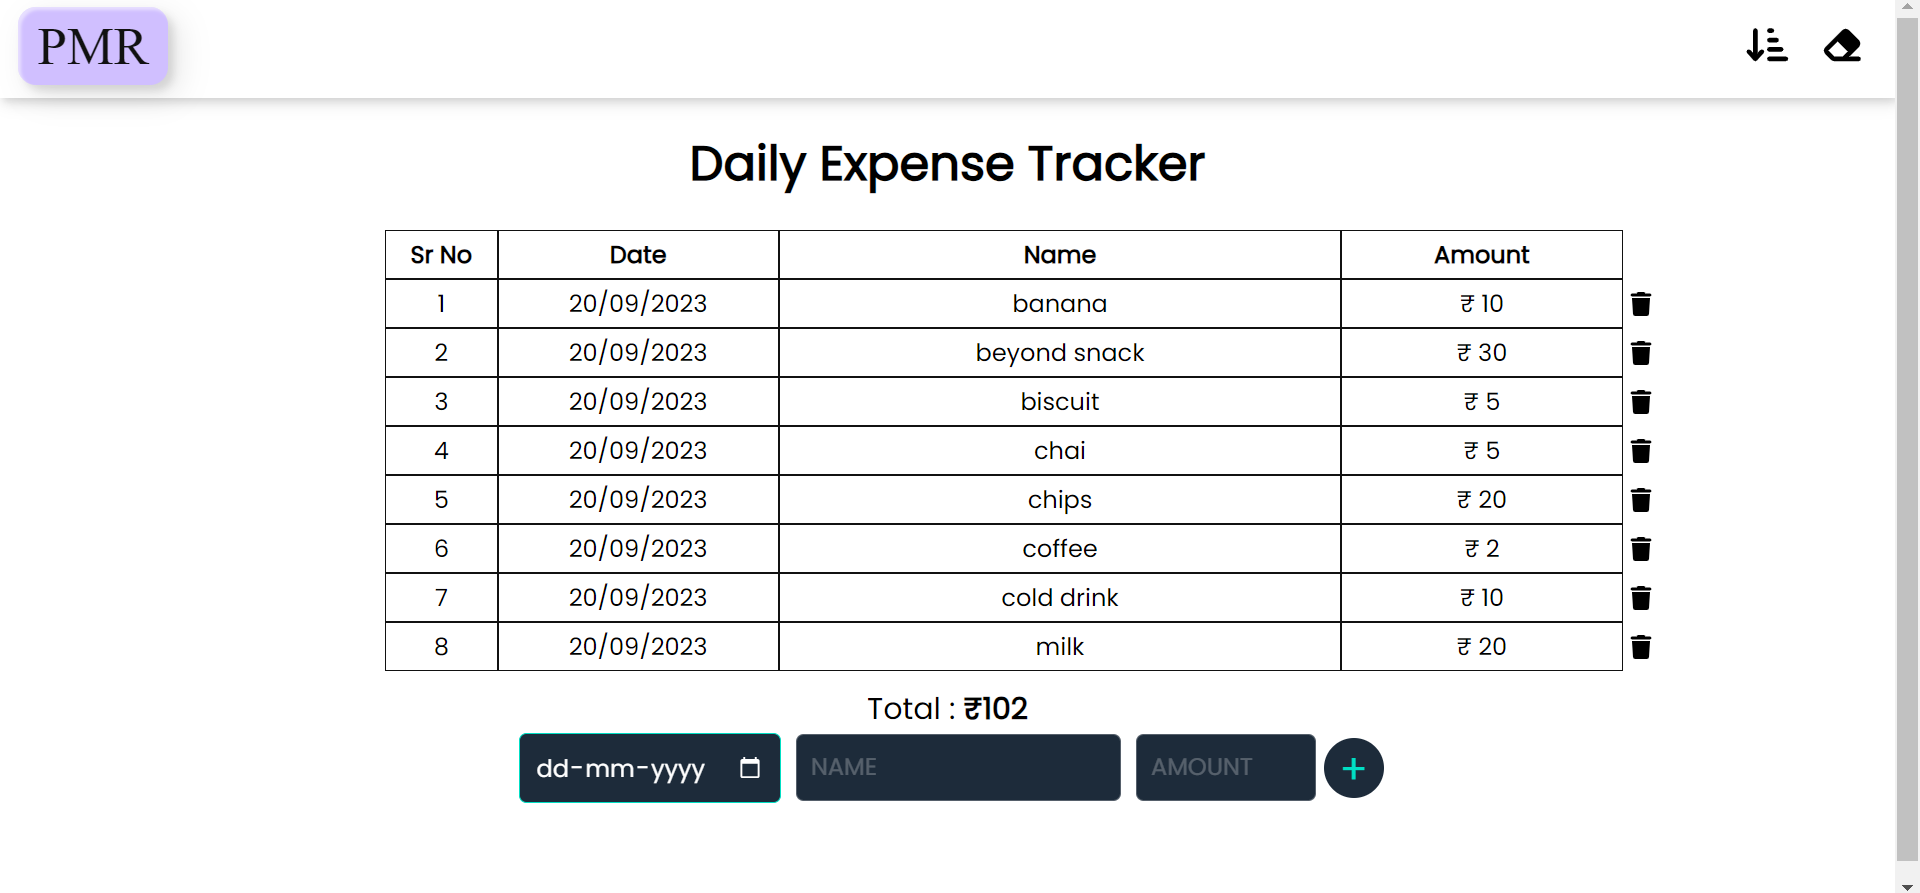 PMR
Daily Expense Tracker
Sr No Date Name Amount
1 20/09/2023 banana ₹ 10
2 20/09/2023 beyond snack ₹ 30
3 20/09/2023 biscuit ₹ 5
4 20/09/2023 chai ₹ 5
5 20/09/2023 chips ₹ 20
6 20/09/2023 coffee ₹ 2
7 20/09/2023 cold drink ₹ 10
8 20/09/2023 milk ₹ 20
Total : ₹102
dd-mm-yyyy NAME AMOUNT +